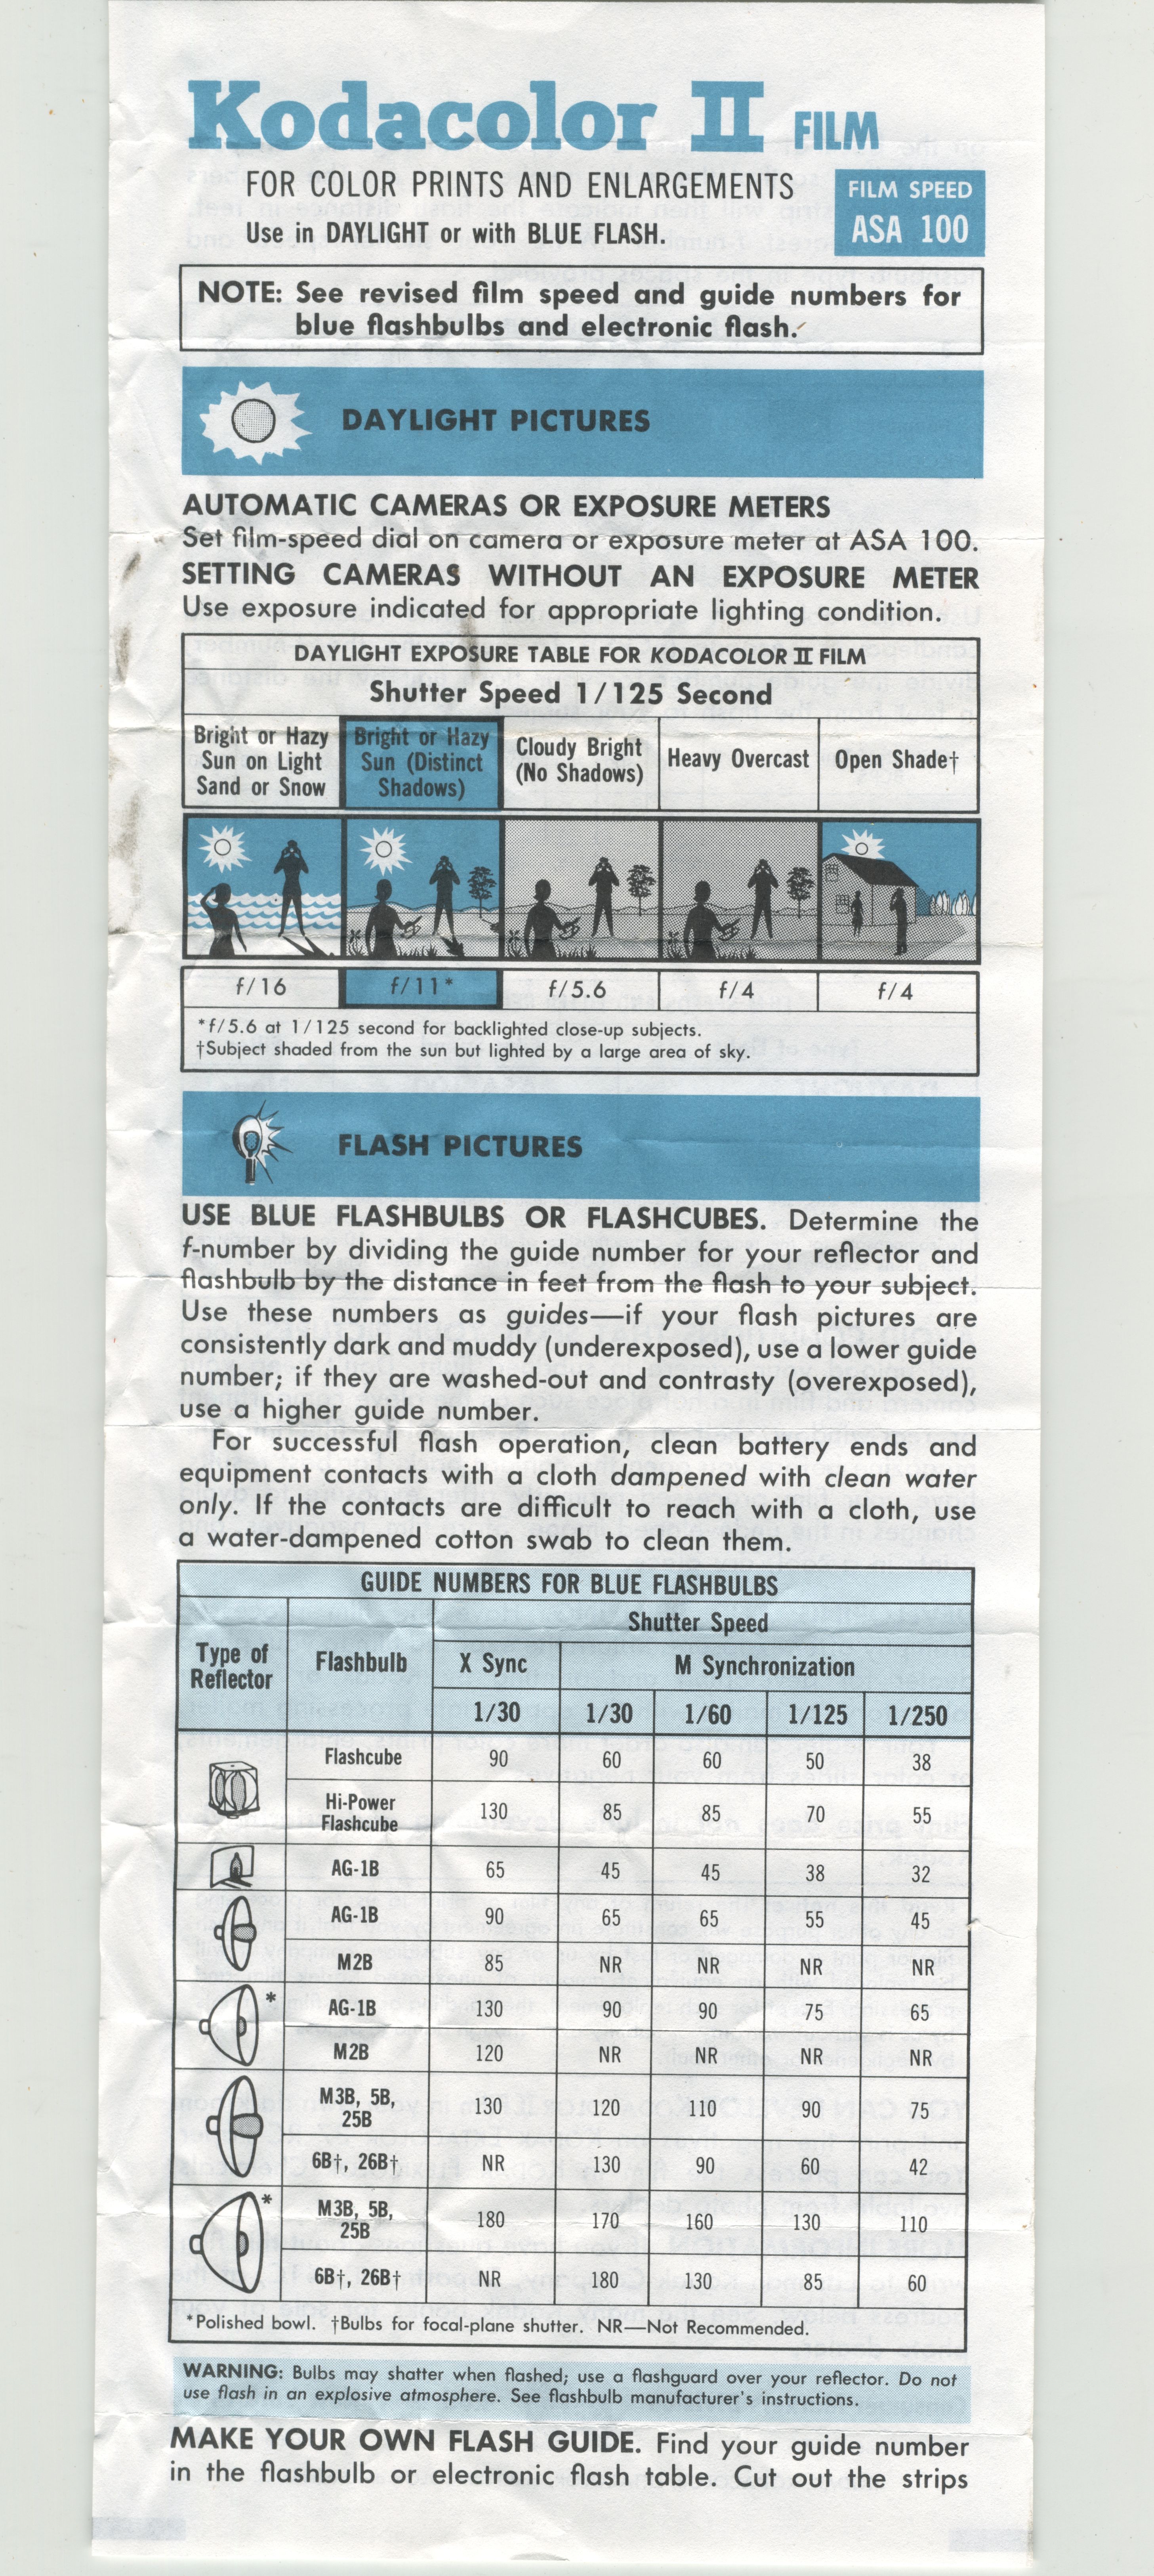 Kodacolor II FILM
FOR COLOR PRINTS AND ENLARGEMENTS
Use in DAYLIGHT or with BLUE FLASH.
FILM SPEED
ASA 100
NOTE: See revised film speed and guide numbers for
blue flashbulbs and electronic flash.
DAYLIGHT PICTURES
AUTOMATIC CAMERAS OR EXPOSURE METERS
Set film-speed dial on camera or exposure meter at ASA 100.
SETTING CAMERAS WITHOUT AN EXPOSURE METER
Use exposure indicated for appropriate lighting condition.
DAYLIGHT EXPOSURE TABLE FOR KODACOLOR II FILM
Shutter Speed 1/125 Second
Bright or Hazy
Sun on Light
Sand or Snow
Bright or Hazy
Sun (Distinct
Shadows)
Cloudy Bright
(No Shadows)
Heavy Overcast
Open Shade†
f/16 f/11* f/5.6 f/4 f/4
*f/5.6 at 1/125 second for backlighted close-up subjects.
†Subject shaded from the sun but lighted by a large area of sky.
FLASH PICTURES
USE BLUE FLASHBULBS OR FLASHCUBES. Determine the
f-number by dividing the guide number for your reflector and
flashbulb by the distance in feet from the flash to your subject.
Use these numbers as guides—if your flash pictures are
consistently dark and muddy (underexposed), use a lower guide
number; if they are washed-out and contrasty (overexposed),
use a higher guide number.
For successful flash operation, clean battery ends and
equipment contacts with a cloth dampened with clean water
only. If the contacts are difficult to reach with a cloth, use
a water-dampened cotton swab to clean them.
GUIDE NUMBERS FOR BLUE FLASHBULBS
Type of
Reflector
Flashbulb
Shutter Speed
X Sync M Synchronization
1/30 1/30 1/60 1/125 1/250
Flashcube 90 60 60 50 38
Hi-Power
Flashcube 130 85 85 70 55
AG-1B 65 45 45 38 32
AG-1B 90 65 65 55 45
M2B 85 NR NR NR NR
* AG-1B 130 90 90 75 65
M2B 120 NR NR NR NR
M3B, 5B,
25B 130 120 110 90 75
6B†, 26B† NR 130 90 60 42
* M3B, 5B,
25B 180 170 160 130 110
6B†, 26B† NR 180 130 85 60
*Polished bowl. †Bulbs for focal-plane shutter. NR—Not Recommended.
WARNING: Bulbs may shatter when flashed; use a flashguard over your reflector. Do not
use flash in an explosive atmosphere. See flashbulb manufacturer's instructions.
MAKE YOUR OWN FLASH GUIDE. Find your guide number
in the flashbulb or electronic flash table. Cut out the strips